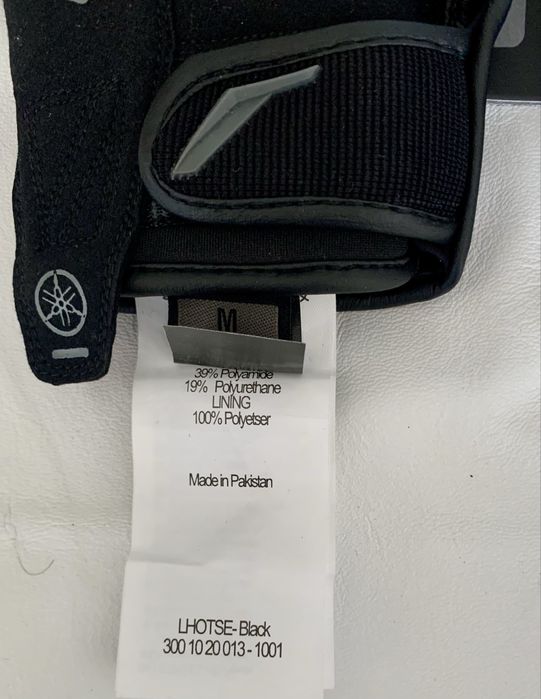 M
39% Polyamide
19% Polyurethane
LINING
100% Polyetser
Made in Pakistan
LHOTSE- Black
300 10 20 013 - 1001